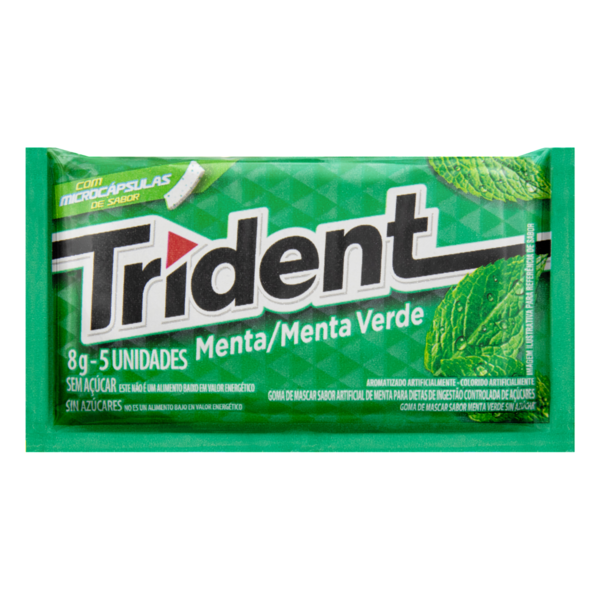 COM
MICROCÁPSULAS
DE SABOR
Trident
Menta/Menta Verde
8g - 5 UNIDADES
SEM AÇÚCAR ESTE NÃO É UM ALIMENTO BAIXO EM VALOR ENERGÉTICO
SIN AZÚCARES NO ES UN ALIMENTO BAJO EN VALOR ENERGÉTICO
AROMATIZADO ARTIFICIALMENTE - COLORIDO ARTIFICIALMENTE
GOMA DE MASCAR SABOR ARTIFICIAL DE MENTA PARA DIETAS DE INGESTÃO CONTROLADA DE AÇÚCARES
GOMA DE MASCAR SABOR MENTA VERDE SIN AZÚCAR
IMAGEM ILUSTRATIVA PARA REFERÊNCIA DE SABOR